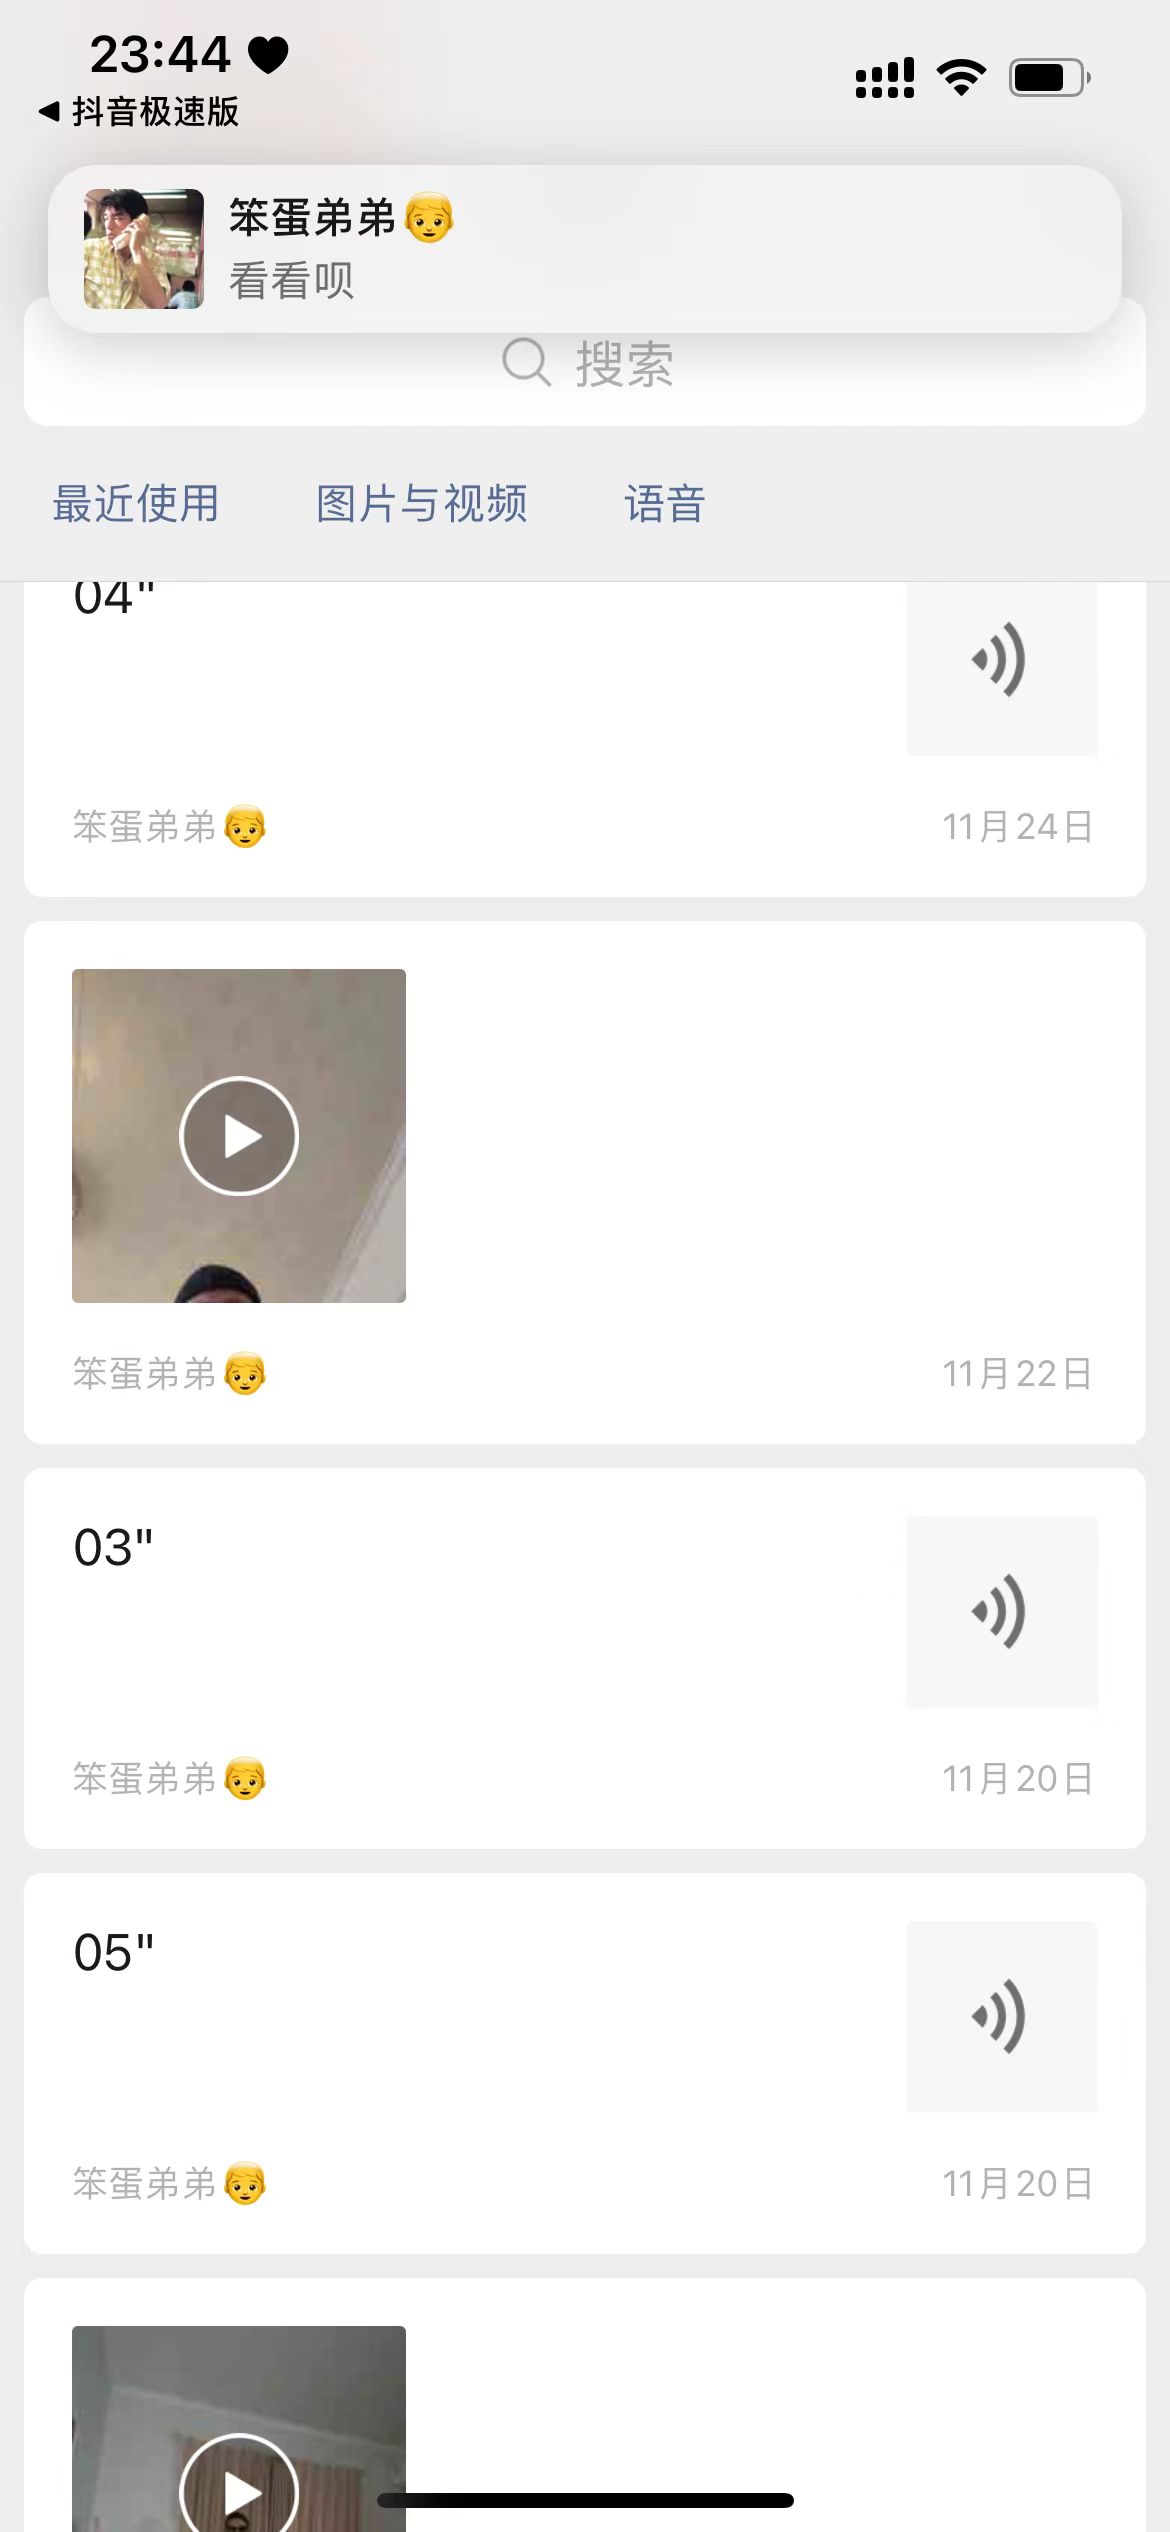 23:44
抖音极速版
笨蛋弟弟👦
看看呗
搜索
最近使用 图片与视频 语音
04"
笨蛋弟弟👦 11月24日
笨蛋弟弟👦 11月22日
03"
笨蛋弟弟👦 11月20日
05"
笨蛋弟弟👦 11月20日